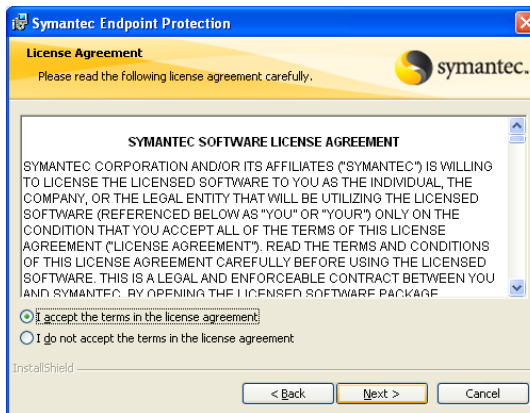 Symantec Endpoint Protection
License Agreement
Please read the following license agreement carefully.
symantec.
SYMANTEC SOFTWARE LICENSE AGREEMENT
SYMANTEC CORPORATION AND/OR ITS AFFILIATES ("SYMANTEC") IS WILLING
TO LICENSE THE LICENSED SOFTWARE TO YOU AS THE INDIVIDUAL, THE
COMPANY, OR THE LEGAL ENTITY THAT WILL BE UTILIZING THE LICENSED
SOFTWARE (REFERENCED BELOW AS "YOU" OR "YOUR") ONLY ON THE
CONDITION THAT YOU ACCEPT ALL OF THE TERMS OF THIS LICENSE
AGREEMENT ("LICENSE AGREEMENT"). READ THE TERMS AND CONDITIONS
OF THIS LICENSE AGREEMENT CAREFULLY BEFORE USING THE LICENSED
SOFTWARE. THIS IS A LEGAL AND ENFORCEABLE CONTRACT BETWEEN YOU
AND SYMANTEC. BY OPENING THE LICENSED SOFTWARE PACKAGE,
I accept the terms in the license agreement
I do not accept the terms in the license agreement
InstallShield
< Back
Next >
Cancel